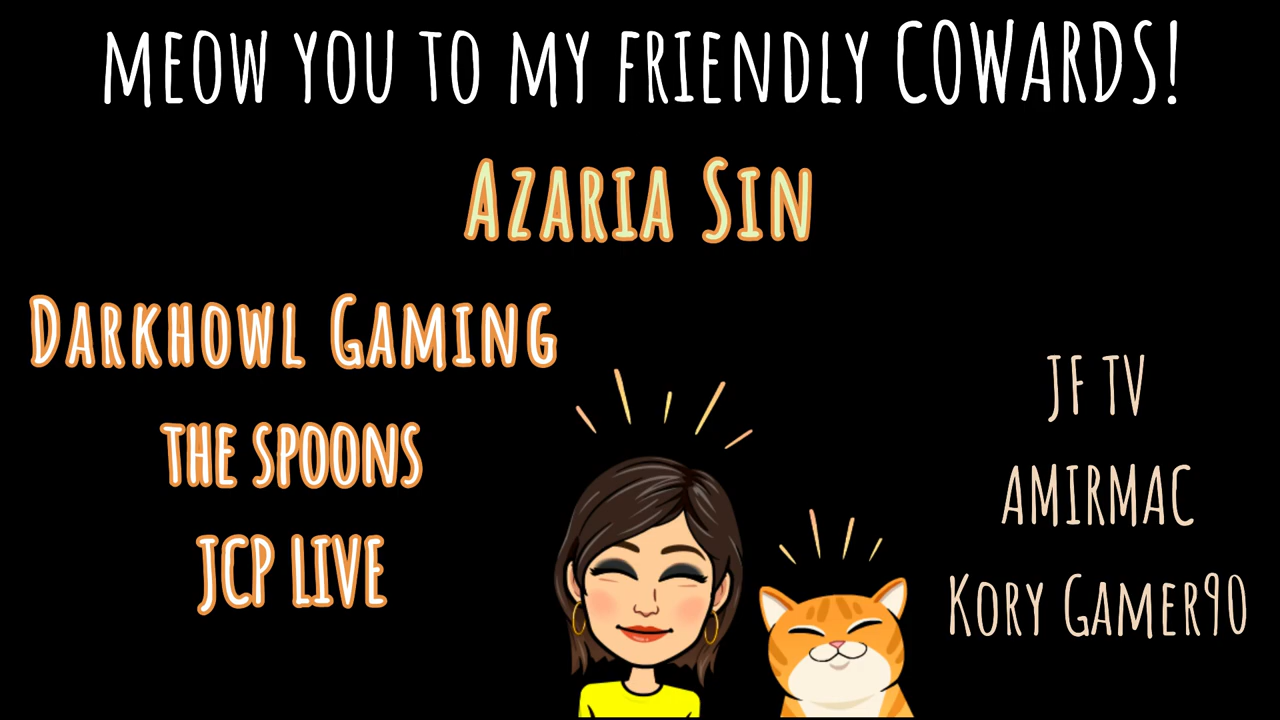 MEOW YOU TO MY FRIENDLY COWARDS!
AZARIA SIN
DARKHOWL GAMING
THE SPOONS
JCP LIVE
JF TV
AMIRMAC
KORY GAMER90